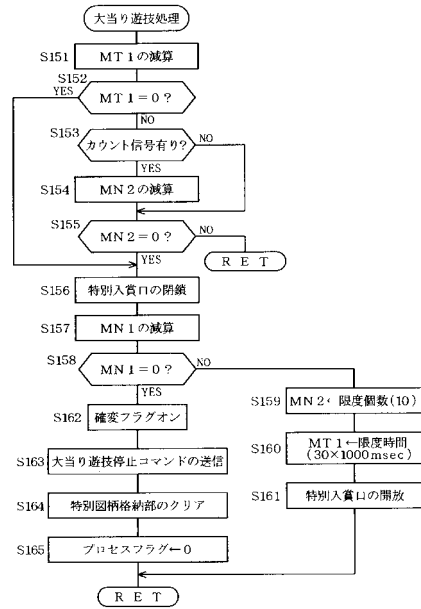 大当り遊技処理
S151
MT1の減算
S152
YES
MT1=0?
NO
S153
カウント信号有り?
NO
YES
S154
MN2の減算
S155
MN2=0?
NO
YES
RET
S156
特別入賞口の閉鎖
S157
MN1の減算
S158
MN1=0?
NO
YES
S159
MN2←限度個数(10)
S162
確変フラグオン
S160
MT1←限度時間
(30×1000msec)
S163
大当り遊技停止コマンドの送信
S161
特別入賞口の開放
S164
特別図柄格納部のクリア
S165
プロセスフラグ←0
RET